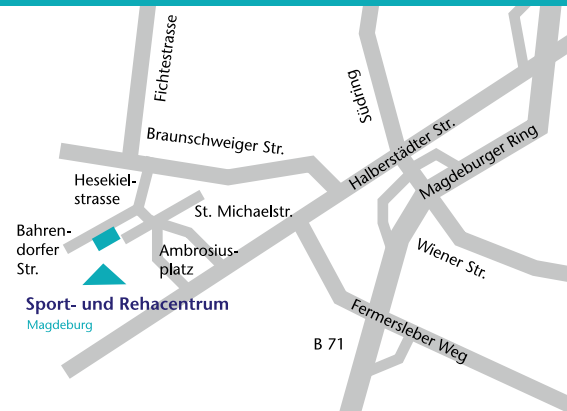 Fichtestrasse
Südring
Braunschweiger Str.
Halberstädter Str.
Magdeburger Ring
Hesekiel-
strasse
St. Michaelstr.
Bahren-
dorfer
Str.
Ambrosius-
platz
Wiener Str.
Sport- und Rehacentrum
Magdeburg
Fermersleber Weg
B 71